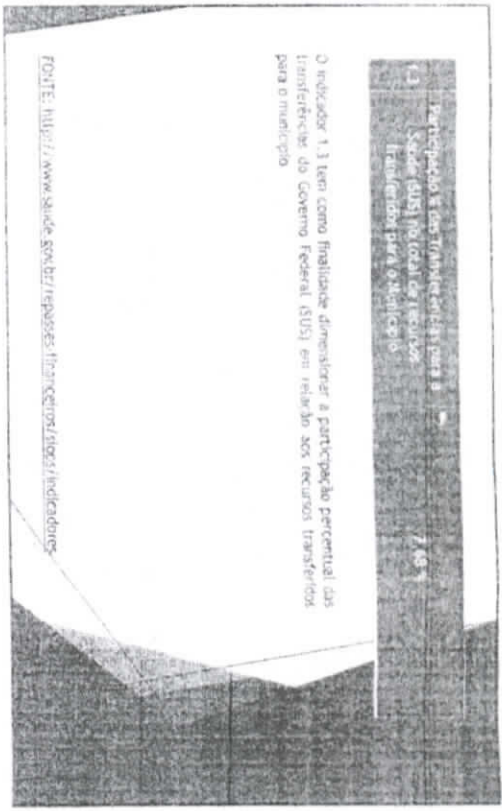 1.3 Participação % das transferências para a
Saúde (SUS) no total de recursos
transferidos para o Município
O indicador 1.3 tem como finalidade dimensionar a participação percentual das
transferências do Governo Federal (SUS) em relação aos recursos transferidos
para o município
FONTE: http://www.saude.gov.br/repasses-financeiros/siops/indicadores